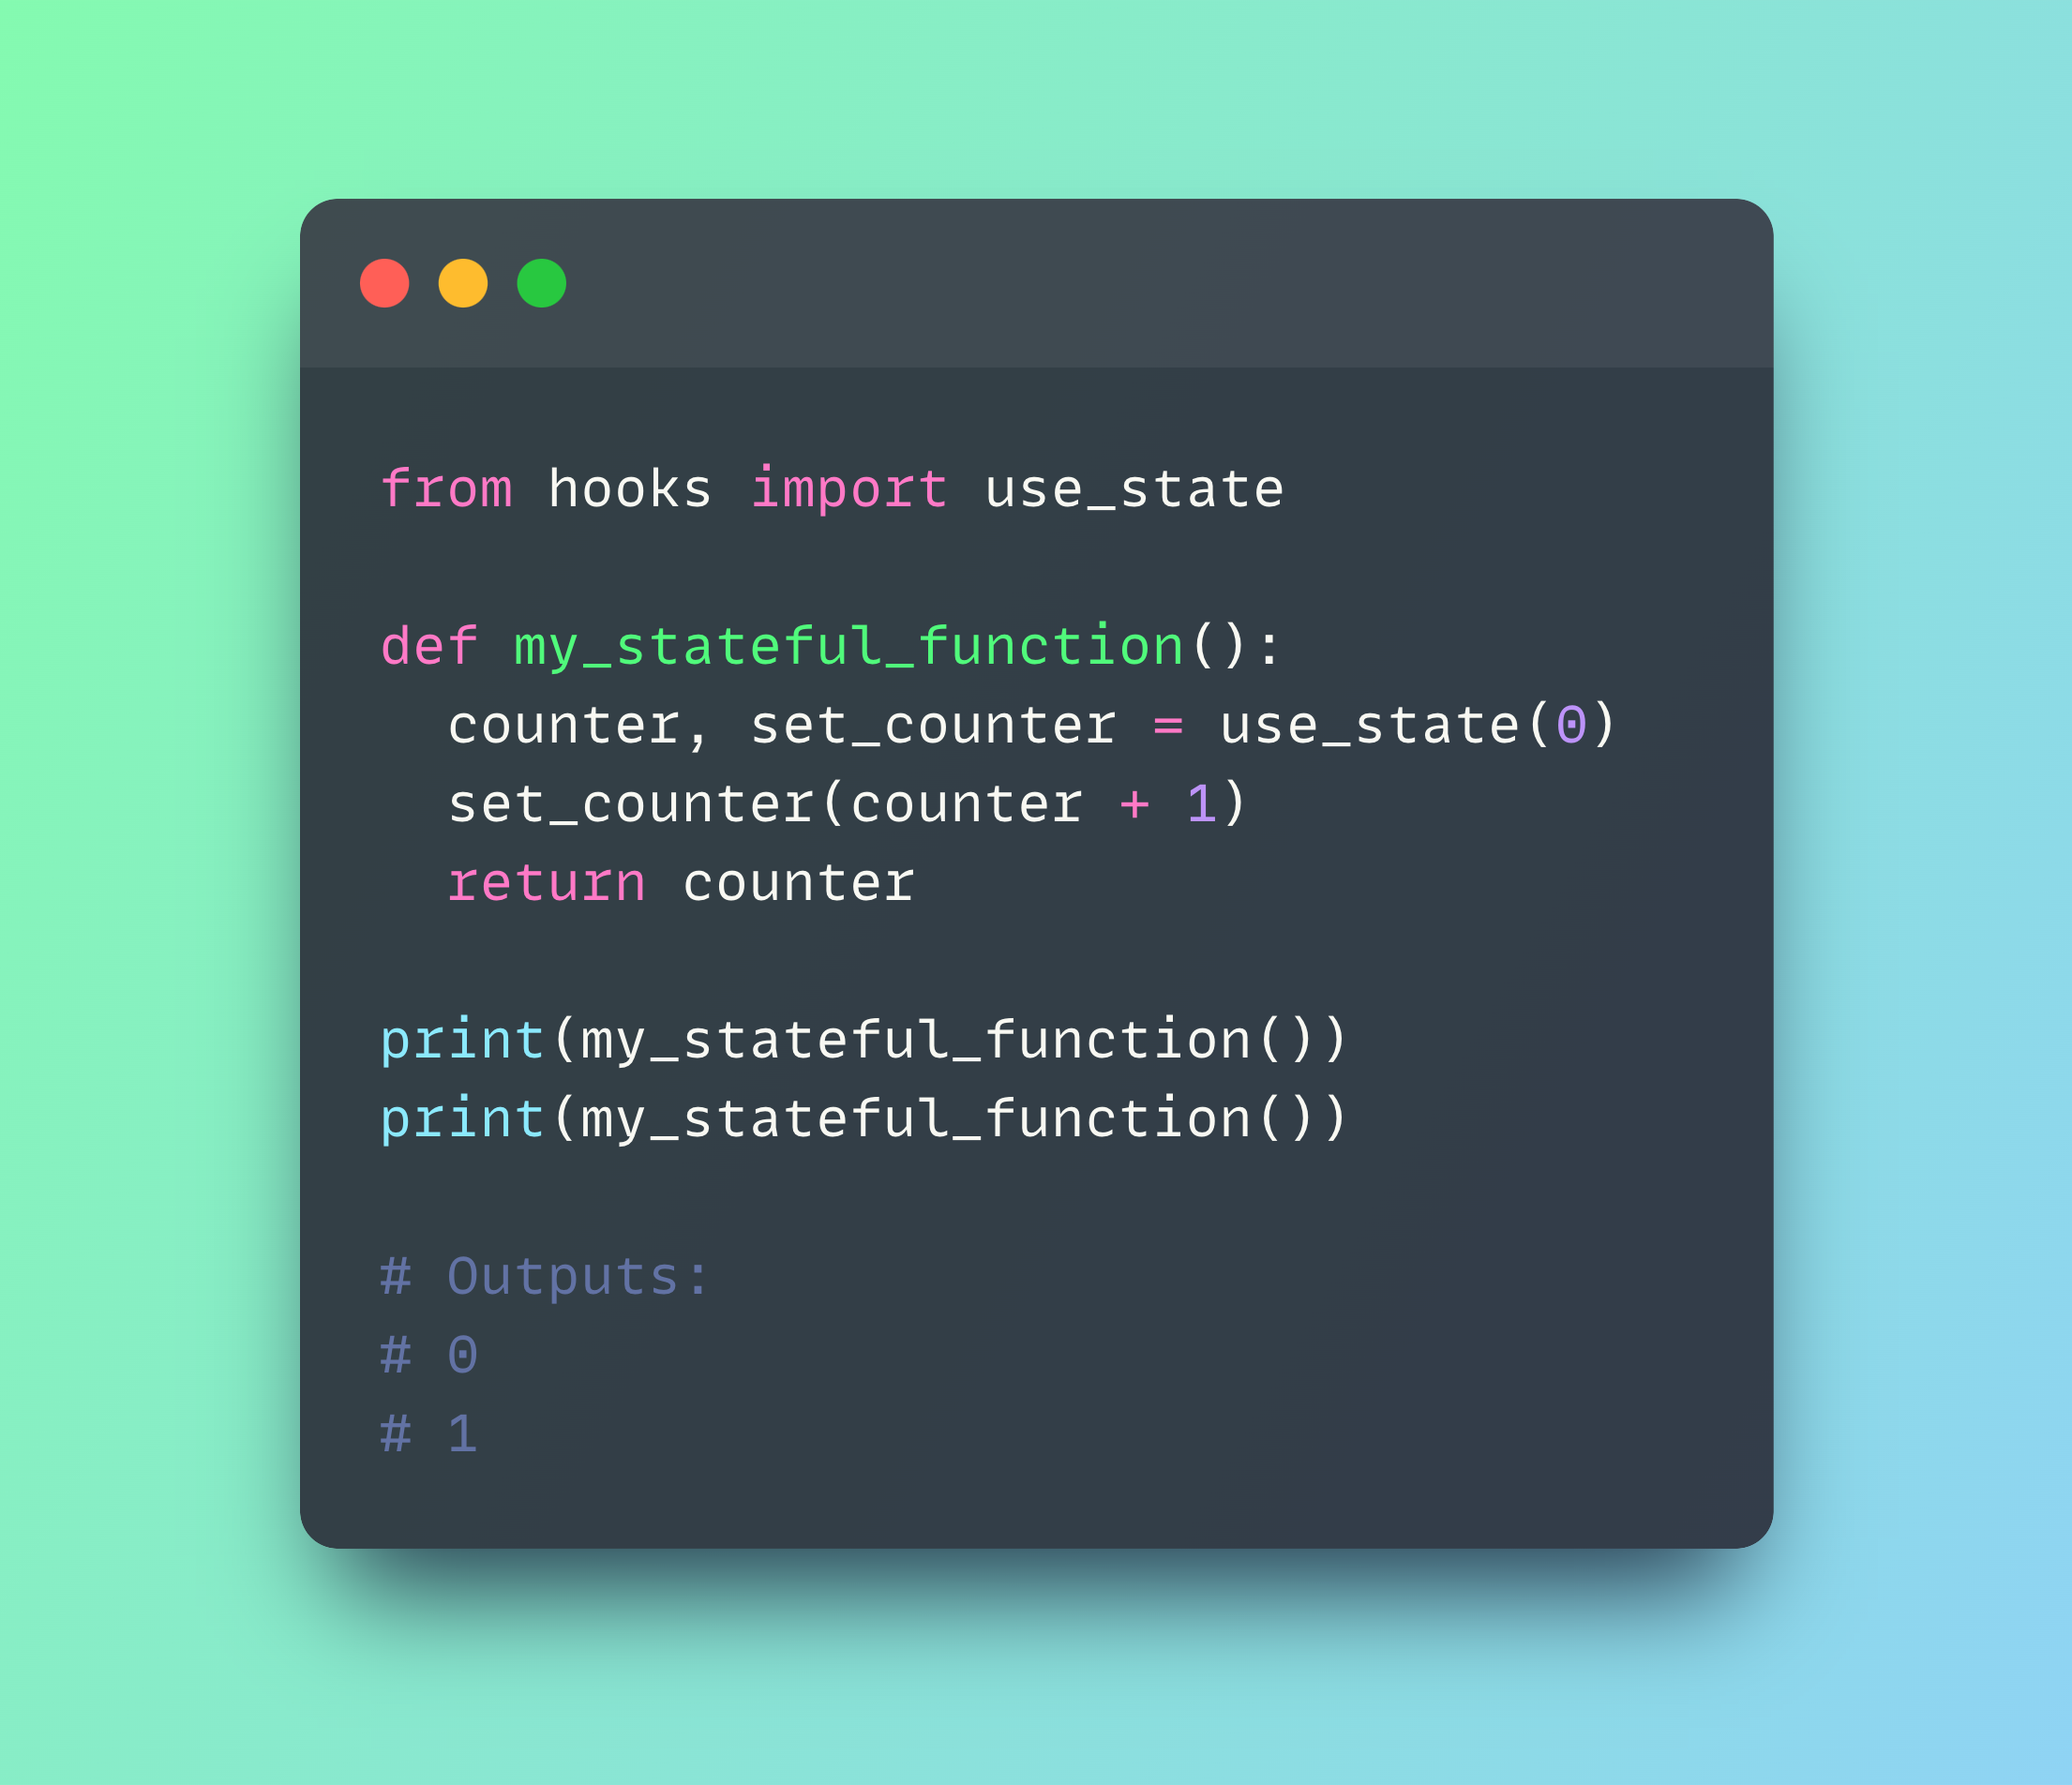 from hooks import use_state
def my_stateful_function():
  counter, set_counter = use_state(0)
  set_counter(counter + 1)
  return counter
print(my_stateful_function())
print(my_stateful_function())
# Outputs:
# 0
# 1